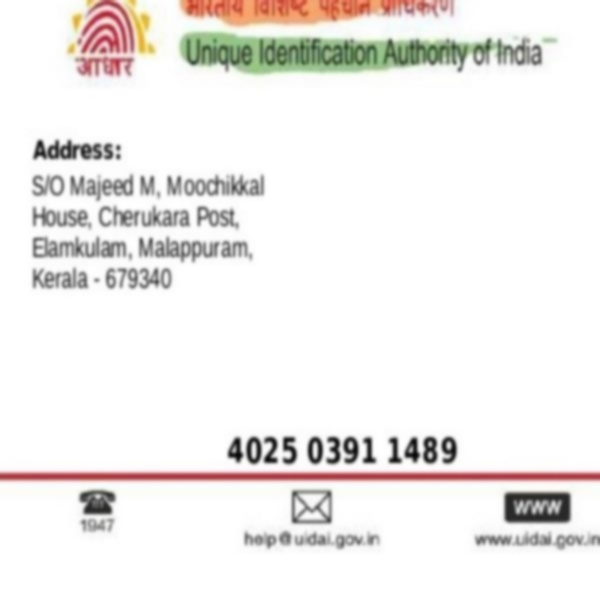 भारतीय विशिष्ट पहचान प्राधिकरण
आधार
Unique Identification Authority of India
Address:
S/O Majeed M, Moochikkal
House, Cherukara Post,
Elamkulam, Malappuram,
Kerala - 679340
4025 0391 1489
1947
help@uidai.gov.in
www
www.uidai.gov.in